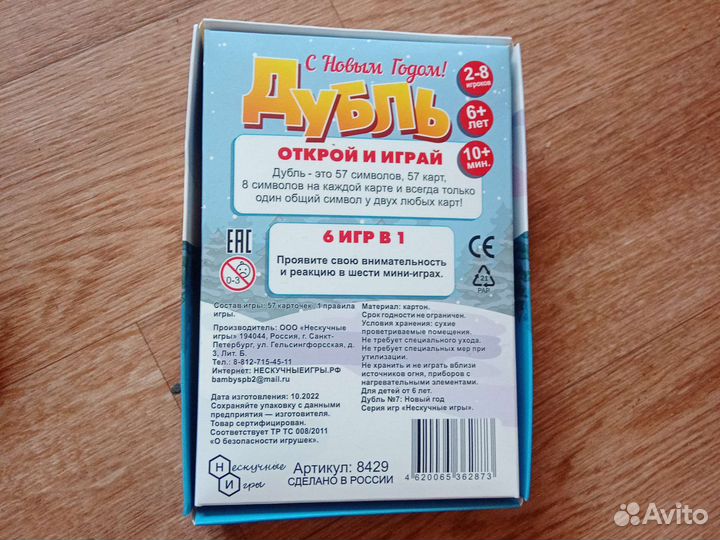 С Новым Годом!
ДУБЛЬ
2-8
игроков
6+
лет
10+
мин.
ОТКРОЙ И ИГРАЙ
Дубль - это 57 символов, 57 карт,
8 символов на каждой карте и всегда только
один общий символ у двух любых карт!
EAC
0-3
6 ИГР В 1
Проявите свою внимательность
и реакцию в шести мини-играх.
CE
21
PAP
Состав игры: 57 карточек, 1 правила
игры.
Производитель: ООО «Нескучные
игры» 194044, Россия, г. Санкт-
Петербург, ул. Гельсингфорсская, д.
3, Лит. Б.
Тел.: 8-812-715-45-11
Интернет: НЕСКУЧНЫЕИГРЫ.РФ
bambyspb2@mail.ru
Дата изготовления: 10.2022
Сохраняйте упаковку с данными
предприятия — изготовителя.
Товар сертифицирован.
Соответствует ТР ТС 008/2011
«О безопасности игрушек».
Материал: картон.
Срок годности не ограничен.
Условия хранения: сухие
проветриваемые помещения.
Не требует специального ухода.
Не требует специальных мер при
утилизации.
Не хранить и не играть вблизи
источников огня, приборов с
нагревательными элементами.
Для детей от 6 лет.
Дубль №7: Новый год
Серия игр «Нескучные игры».
Нескучные
Игры
Артикул: 8429
СДЕЛАНО В РОССИИ
4 620065 362873
Avito